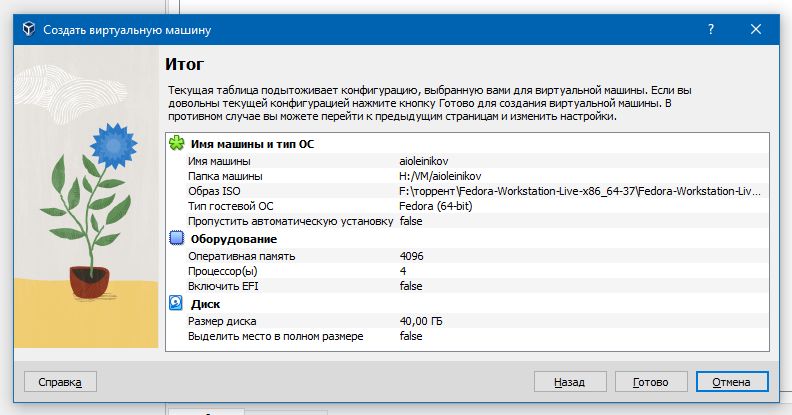 Создать виртуальную машину
Итог
Текущая таблица подытоживает конфигурацию, выбранную вами для виртуальной машины. Если вы
довольны текущей конфигурацией нажмите кнопку Готово для создания виртуальной машины. В
противном случае вы можете перейти к предыдущим страницам и изменить настройки.
Имя машины и тип ОС
Имя машины aioleinikov
Папка машины H:/VM/aioleinikov
Образ ISO F:\торрент\Fedora-Workstation-Live-x86_64-37\Fedora-Workstation-Liv...
Тип гостевой ОС Fedora (64-bit)
Пропустить автоматическую установку false
Оборудование
Оперативная память 4096
Процессор(ы) 4
Включить EFI false
Диск
Размер диска 40,00 ГБ
Выделить место в полном размере false
Справка Назад Готово Отмена